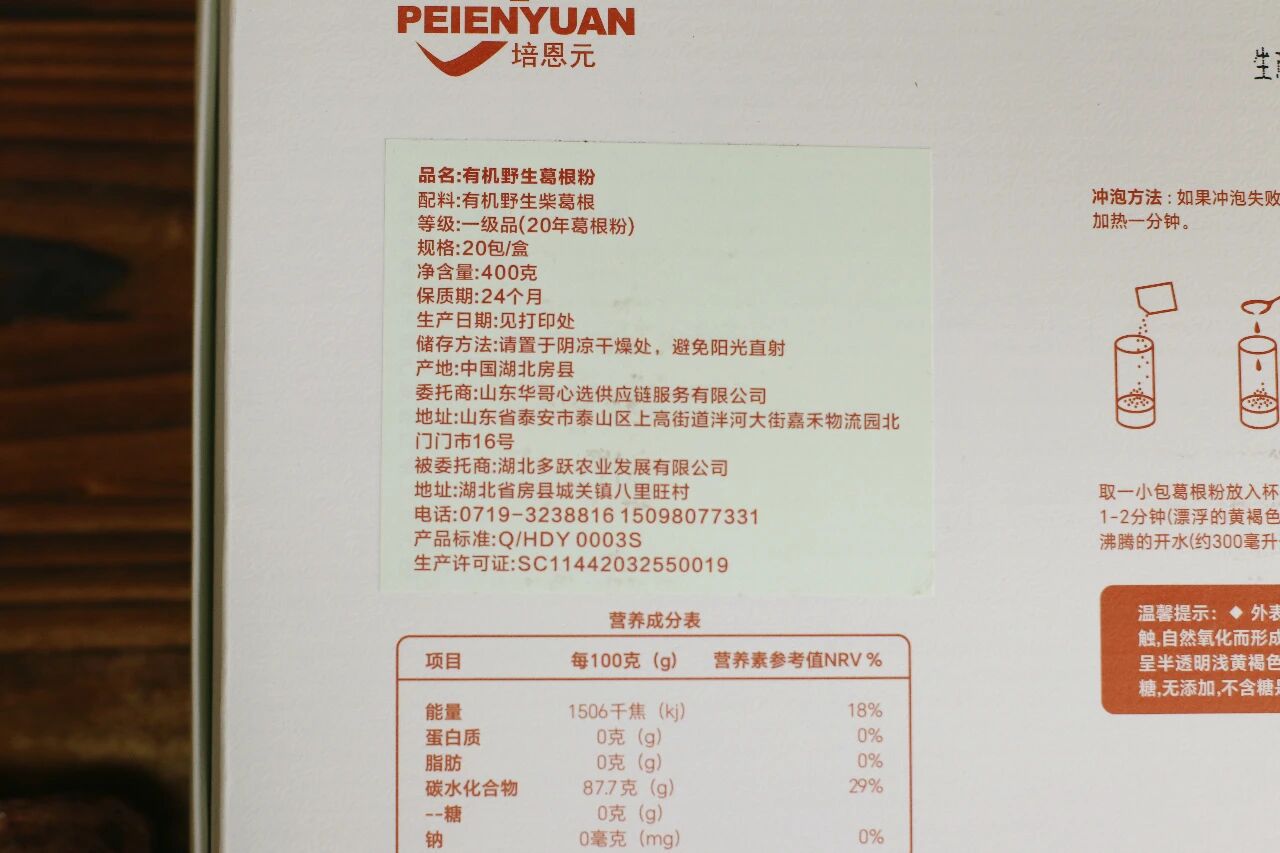 PEIENYUAN
培恩元
品名:有机野生葛根粉
配料:有机野生柴葛根
等级:一级品(20年葛根粉)
规格:20包/盒
净含量:400克
保质期:24个月
生产日期:见打印处
储存方法:请置于阴凉干燥处，避免阳光直射
产地:中国湖北房县
委托商:山东华哥心选供应链服务有限公司
地址:山东省泰安市泰山区上高街道泮河大街嘉禾物流园北
门门市16号
被委托商:湖北多跃农业发展有限公司
地址:湖北省房县城关镇八里旺村
电话:0719-3238816 15098077331
产品标准:Q/HDY 0003S
生产许可证:SC11442032550019
营养成分表
项目 每100克（g） 营养素参考值NRV %
能量 1506千焦（kj） 18%
蛋白质 0克（g） 0%
脂肪 0克（g） 0%
碳水化合物 87.7克（g） 29%
--糖 0克（g）
钠 0毫克（mg） 0%
生
冲泡方法：如果冲泡失败
加热一分钟。
取一小包葛根粉放入杯
1-2分钟(漂浮的黄褐色
沸腾的开水(约300毫升
温馨提示：◆ 外表
触,自然氧化而形成
呈半透明浅黄褐色
糖,无添加,不含糖